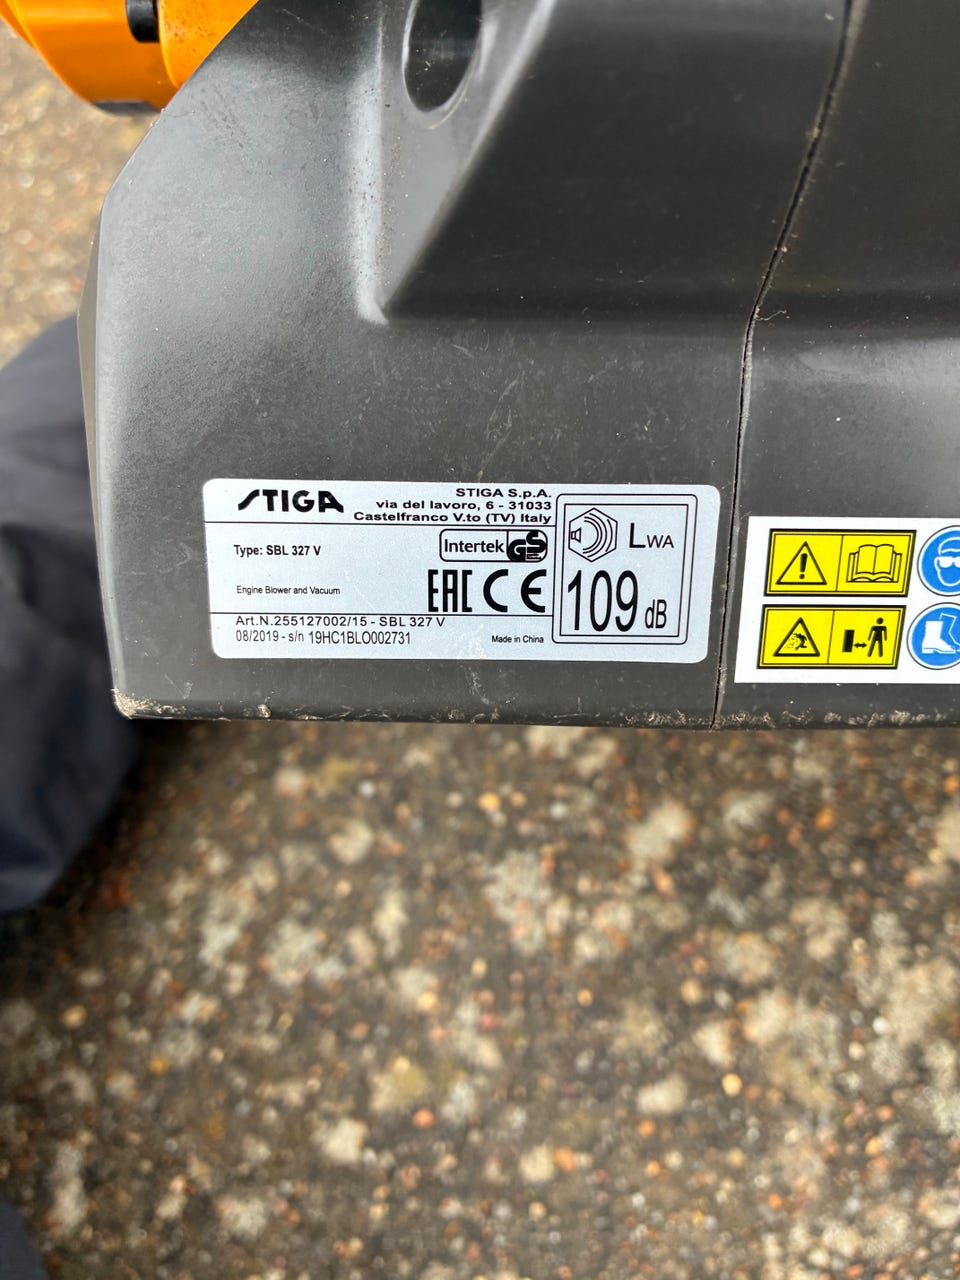 STIGA
STIGA S.p.A.
via del lavoro, 6 - 31033
Castelfranco V.to (TV) Italy
Type: SBL 327 V
Intertek GS
Engine Blower and Vacuum
EAC CE
LWA
109 dB
Art.N.255127002/15 - SBL 327 V
08/2019 - s/n 19HC1BLO002731
Made in China